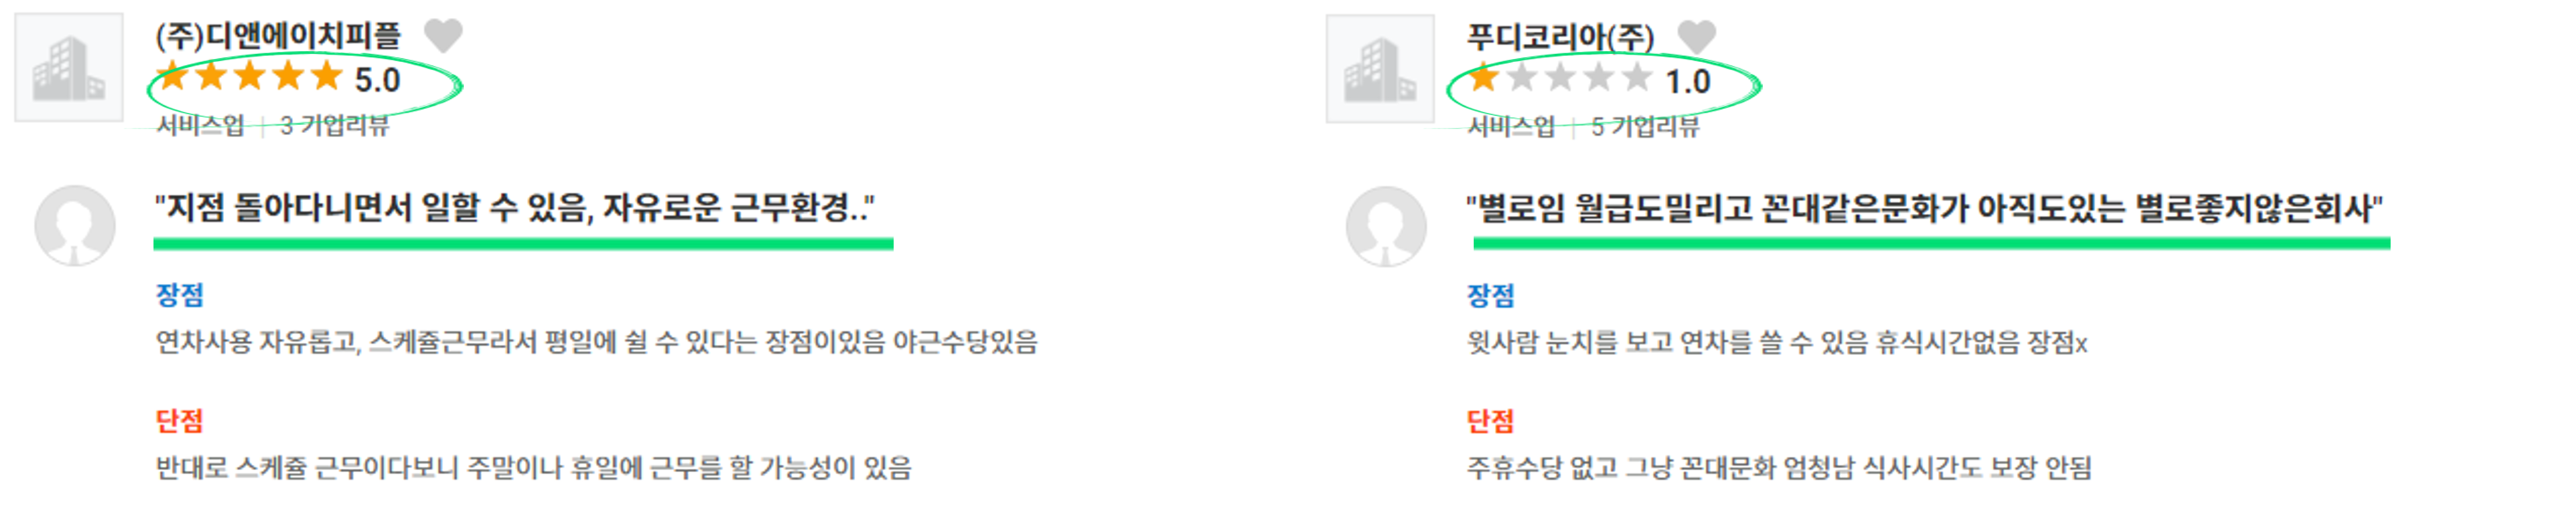 (주)디앤에이치피플
5.0
서비스업 | 3 기업리뷰
"지점 돌아다니면서 일할 수 있음, 자유로운 근무환경.."
장점
연차사용 자유롭고, 스케쥴근무라서 평일에 쉴 수 있다는 장점이있음 야근수당있음
단점
반대로 스케쥴 근무이다보니 주말이나 휴일에 근무를 할 가능성이 있음
푸디코리아(주)
1.0
서비스업 | 5 기업리뷰
"별로임 월급도밀리고 꼰대같은문화가 아직도있는 별로좋지않은회사"
장점
윗사람 눈치를 보고 연차를 쓸 수 있음 휴식시간없음 장점x
단점
주휴수당 없고 그냥 꼰대문화 엄청남 식사시간도 보장 안됨